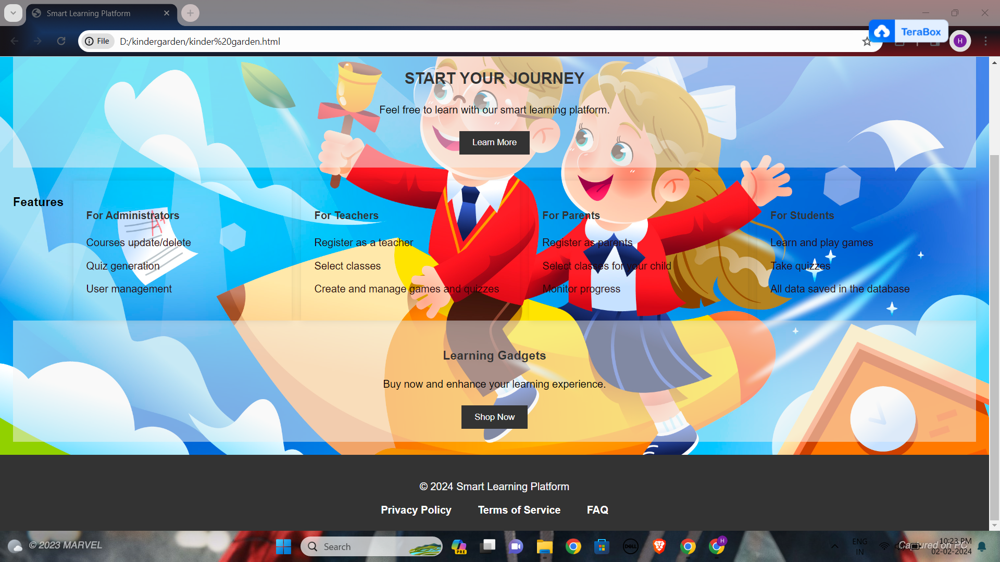 Smart Learning Platform
File
D:/kindergarden/kinder%20garden.html
TeraBox
H
START YOUR JOURNEY
Feel free to learn with our smart learning platform.
Learn More
Features
For Administrators
Courses update/delete
Quiz generation
User management
For Teachers
Register as a teacher
Select classes
Create and manage games and quizzes
For Parents
Register as parents
Select classes for your child
Monitor progress
For Students
Learn and play games
Take quizzes
All data saved in the database
Learning Gadgets
Buy now and enhance your learning experience.
Shop Now
© 2024 Smart Learning Platform
Privacy Policy Terms of Service FAQ
© 2023 MARVEL
Search
PRE
DELL
H
ENG
IN
Captured on PC
10:23 PM
02-02-2024